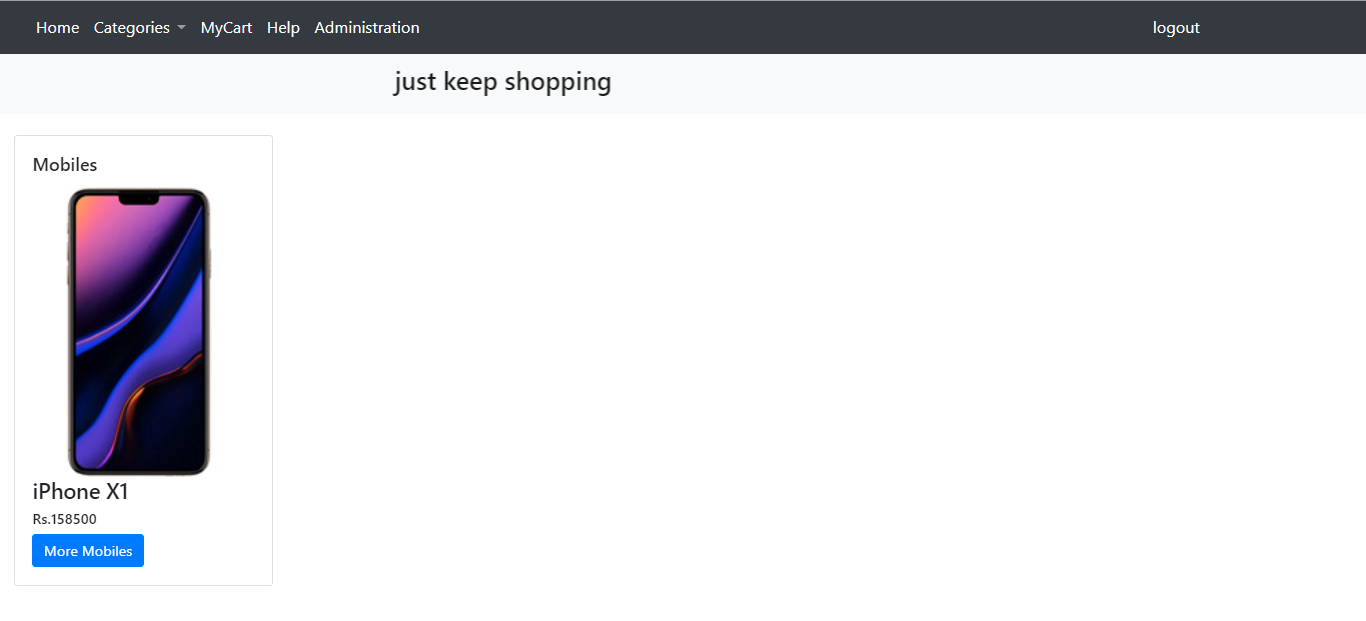 Home Categories MyCart Help Administration logout
just keep shopping
Mobiles
iPhone X1
Rs.158500
More Mobiles